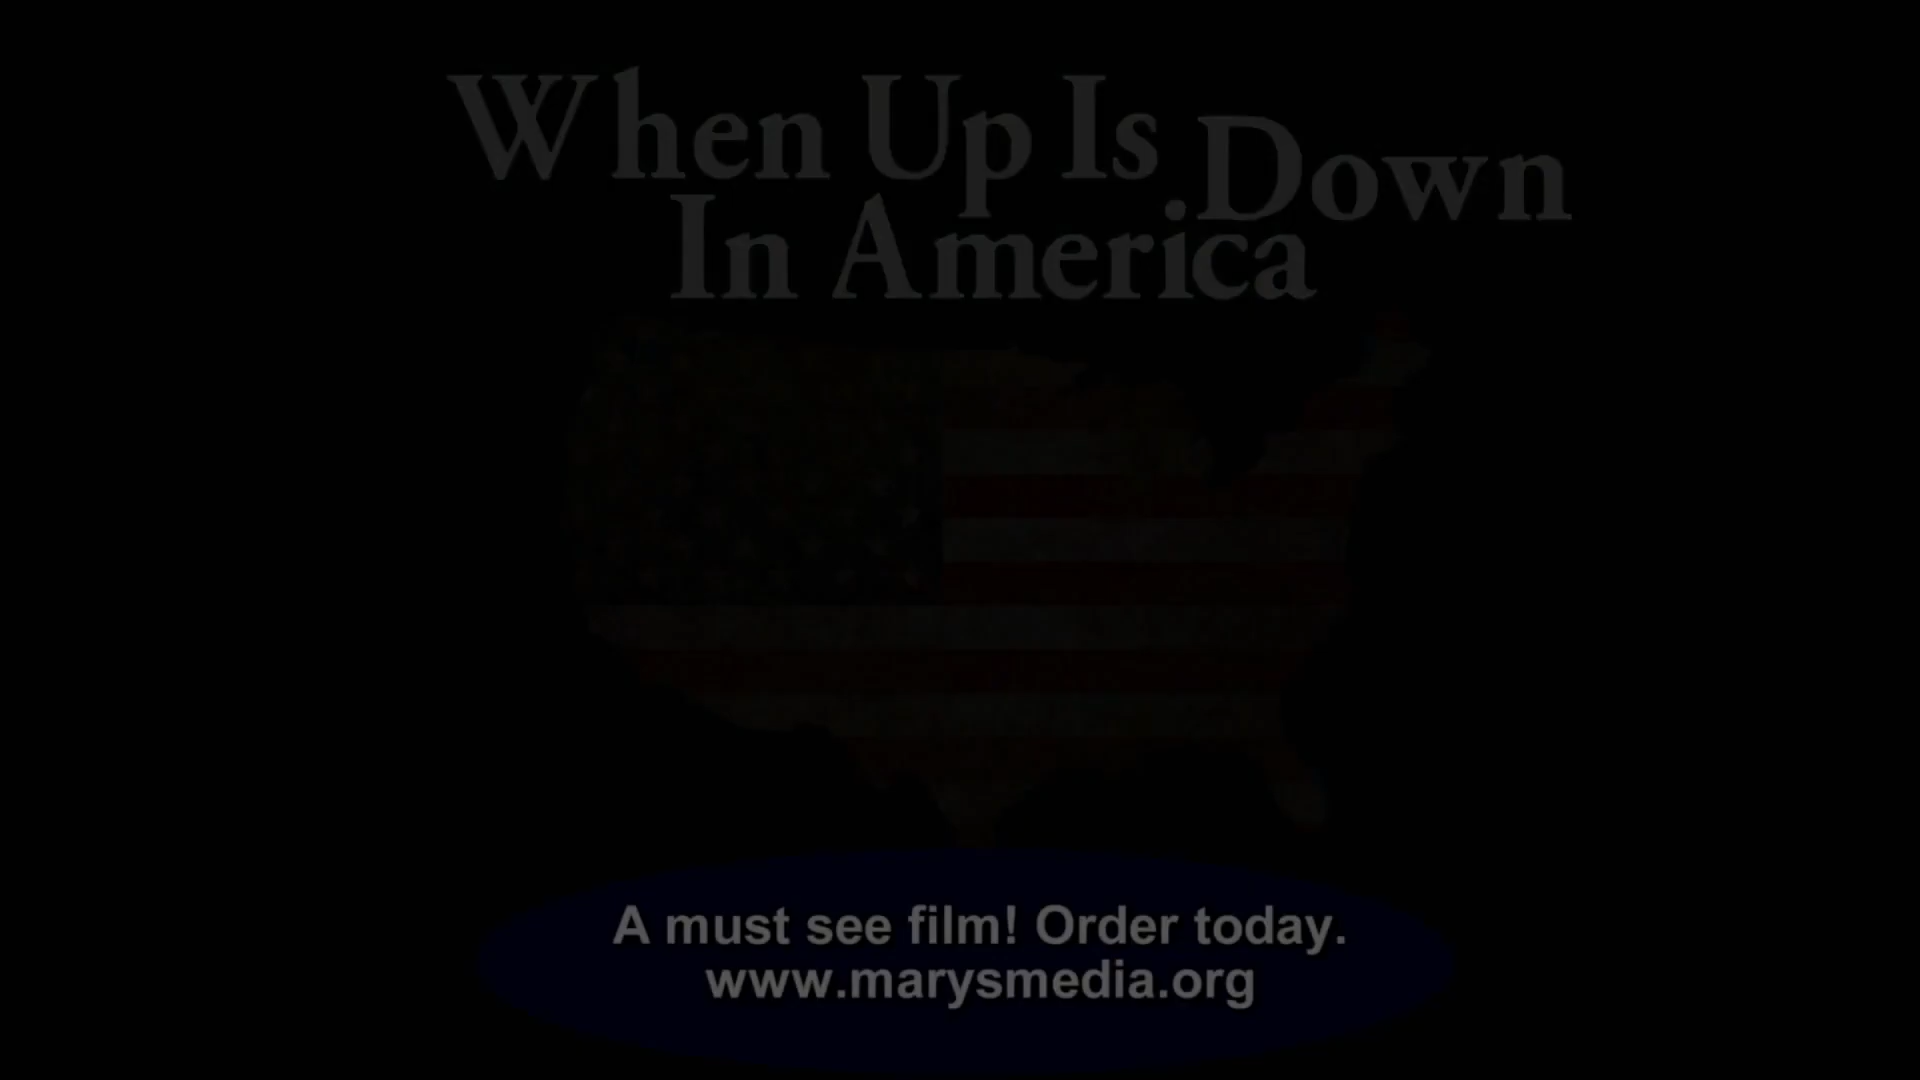 When Up Is Down
In America
A must see film! Order today.
www.marysmedia.org